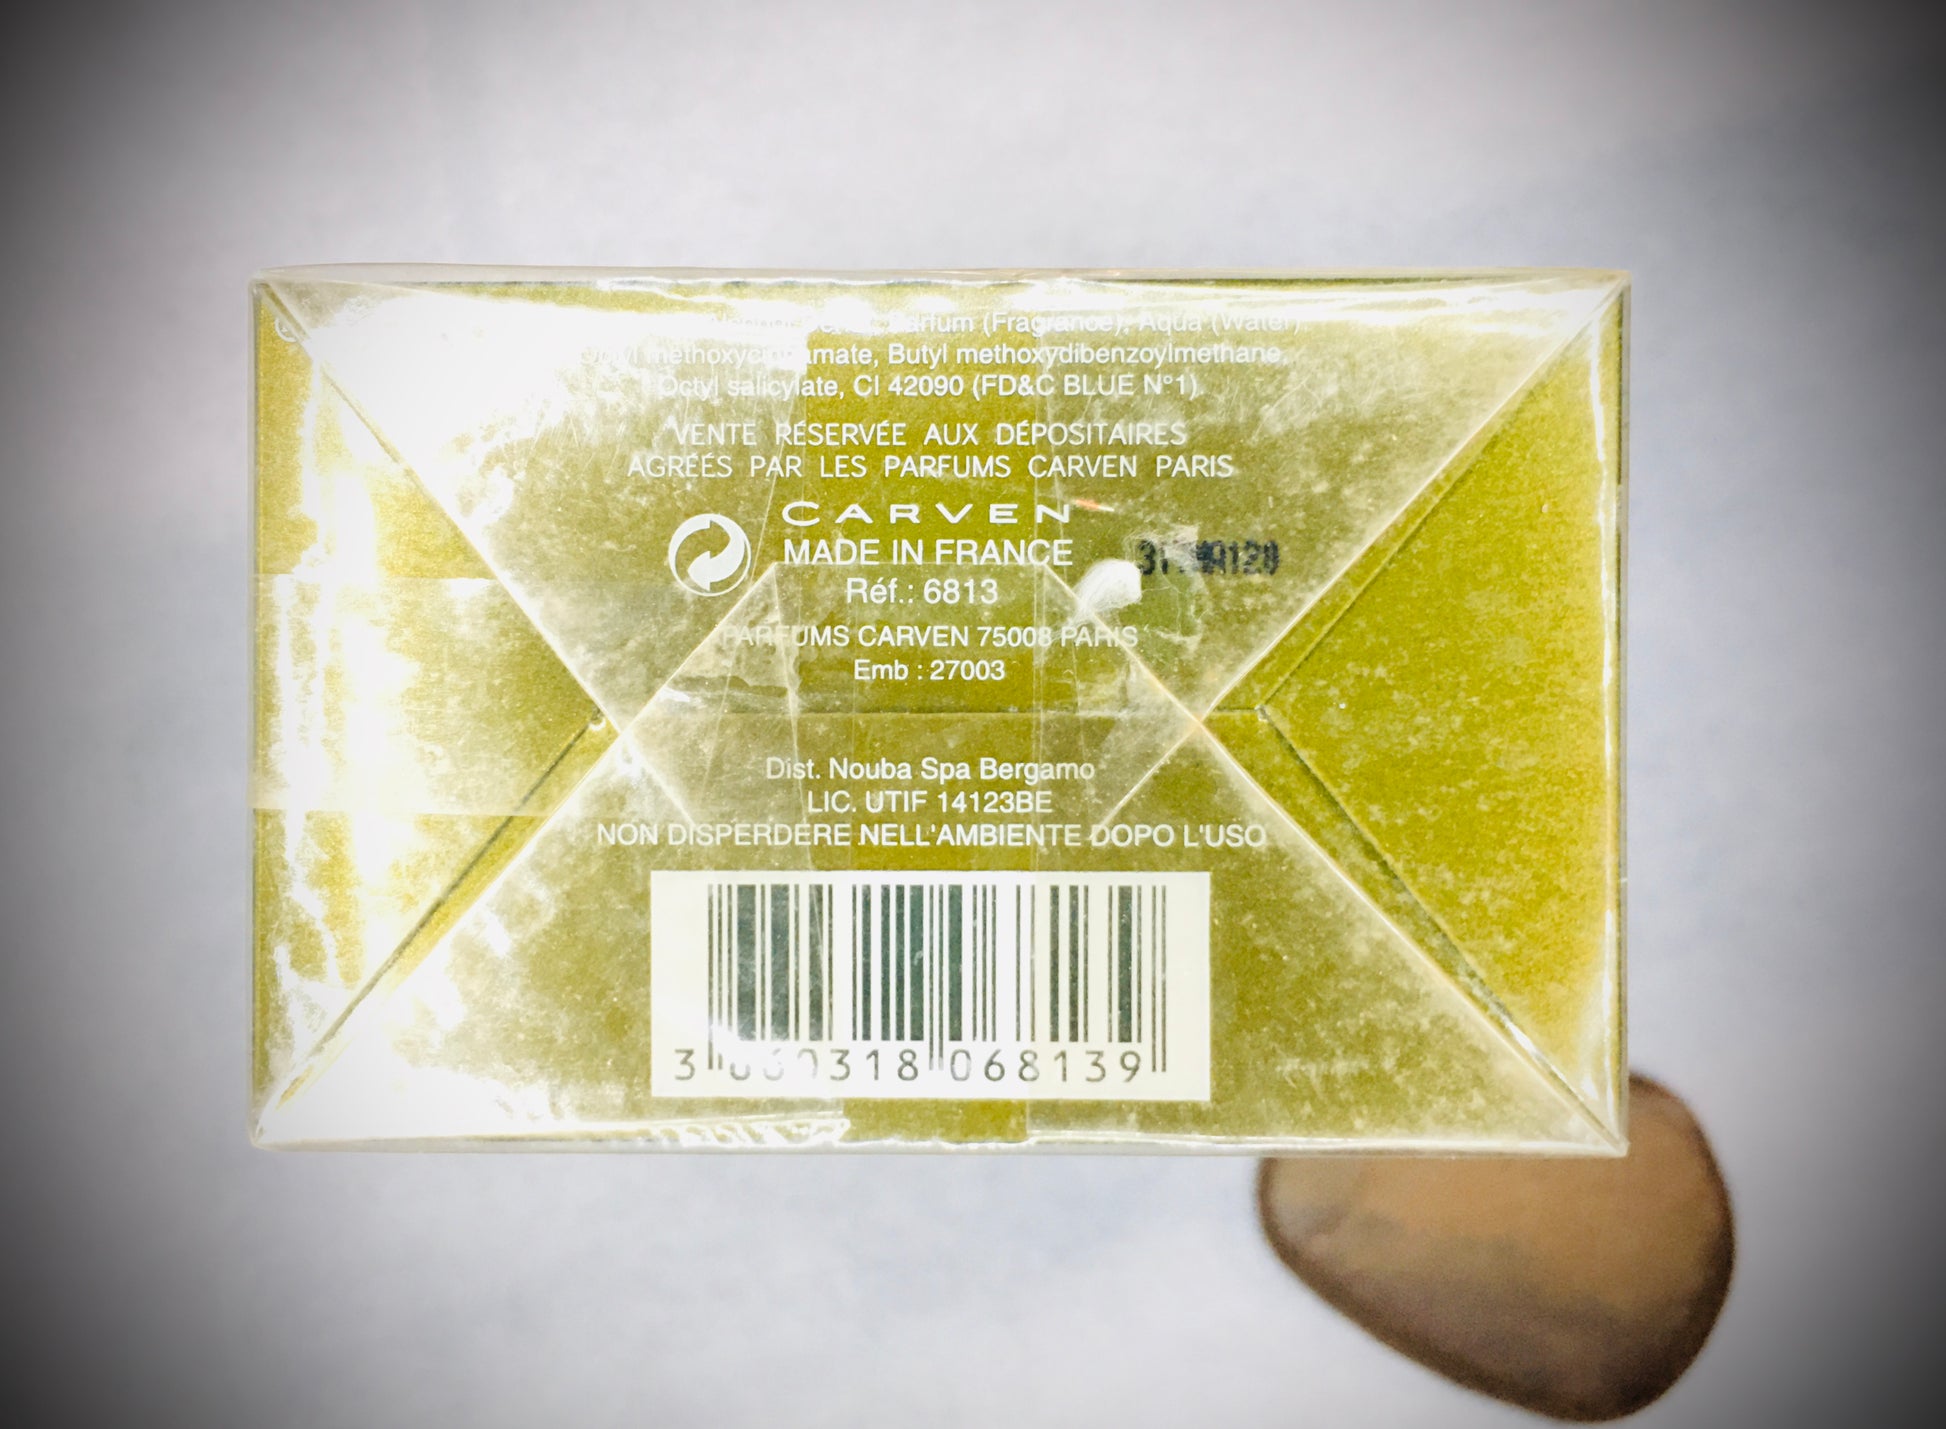 Parfum (Fragrance), Aqua (Water),
methoxycinnamate, Butyl methoxydibenzoylmethane,
Octyl salicylate, CI 42090 (FD&C BLUE N°1).
VENTE RÉSERVÉE AUX DÉPOSITAIRES
AGRÉÉS PAR LES PARFUMS CARVEN PARIS
CARVEN
MADE IN FRANCE
Réf.: 6813
PARFUMS CARVEN 75008 PARIS
Emb : 27003
Dist. Nouba Spa Bergamo
LIC. UTIF 14123BE
NON DISPERDERE NELL'AMBIENTE DOPO L'USO
318 068139